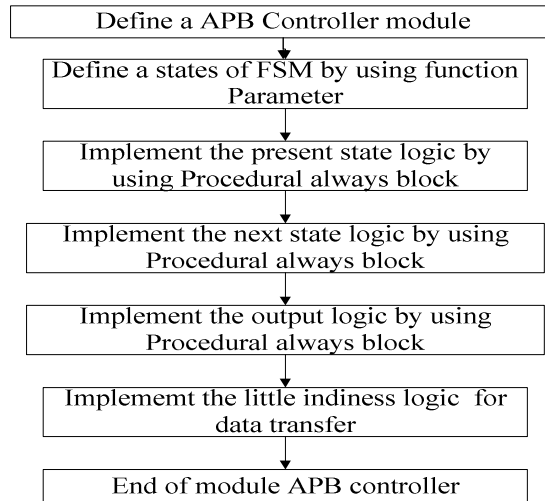 Define a APB Controller module
Define a states of FSM by using function
Parameter
Implement the present state logic by
using Procedural always block
Implement the next state logic by using
Procedural always block
Implement the output logic by using
Procedural always block
Implememt the little indiness logic for
data transfer
End of module APB controller